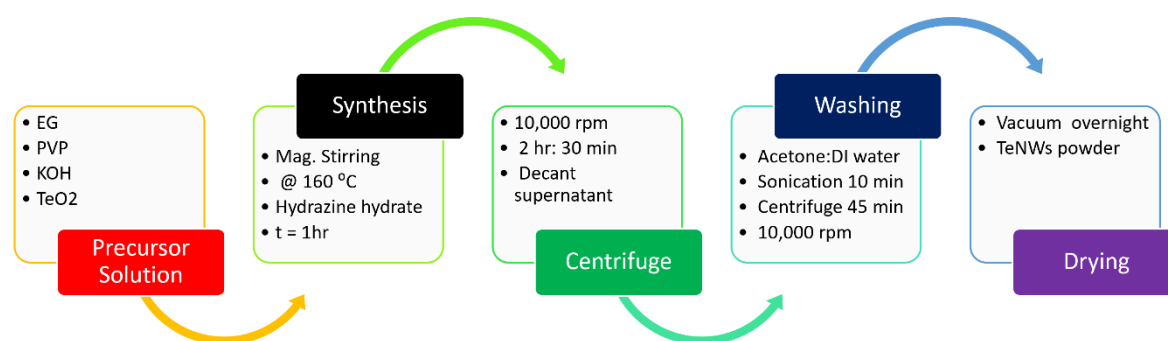 Precursor
Solution
• EG
• PVP
• KOH
• TeO2
Synthesis
• Mag. Stirring
• @ 160 ⁰C
• Hydrazine hydrate
• t = 1hr
Centrifuge
• 10,000 rpm
• 2 hr: 30 min
• Decant
supernatant
Washing
• Acetone:DI water
• Sonication 10 min
• Centrifuge 45 min
• 10,000 rpm
Drying
• Vacuum overnight
• TeNWs powder